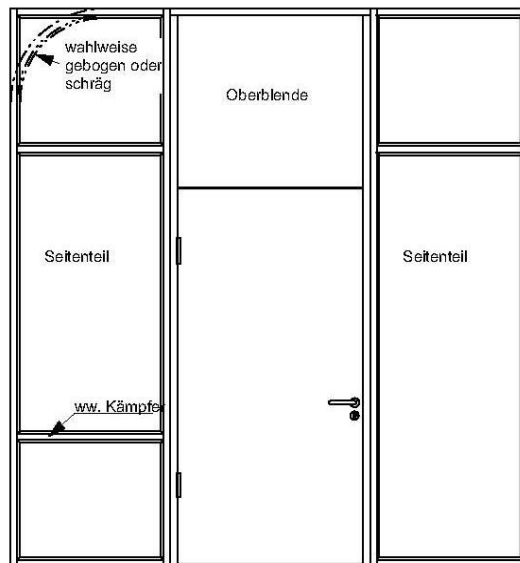 wahlweise
gebogen oder
schräg
Oberblende
Seitenteil
Seitenteil
ww. Kämpfer